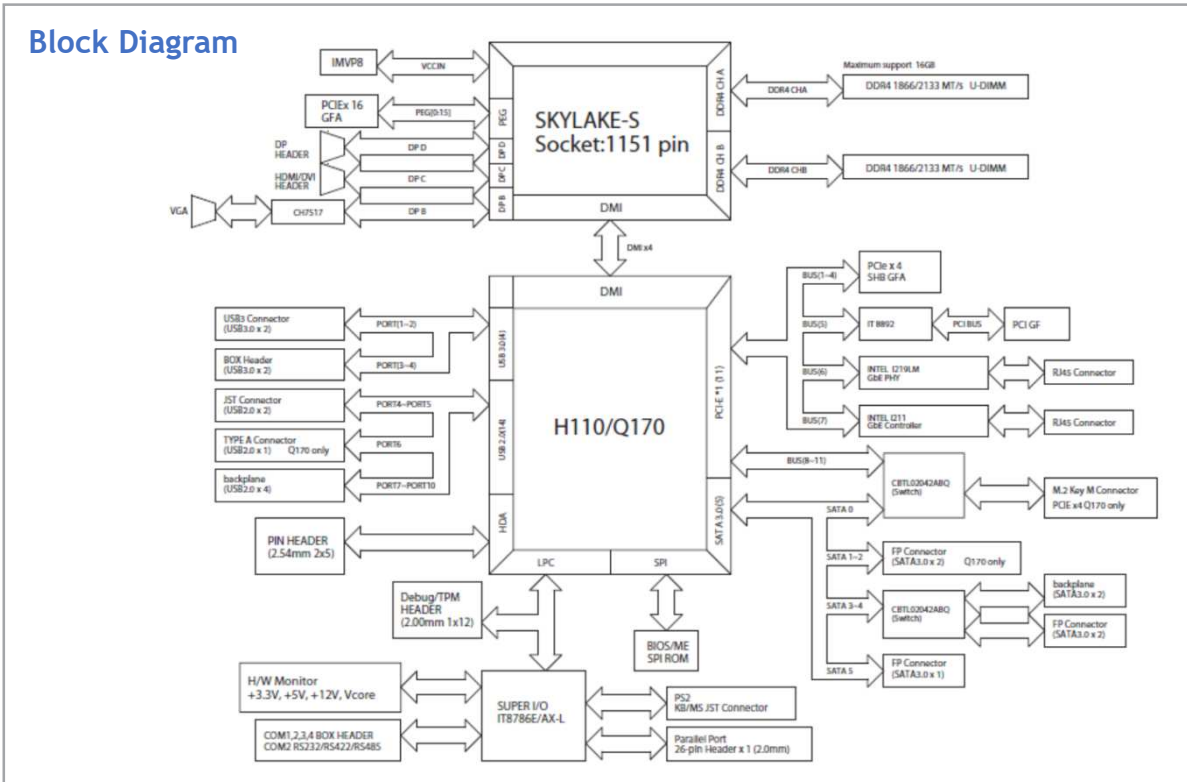 Block Diagram
IMVP8
VCCIN
PCIEx 16
GFA
PEG(0:15)
PEG
DP
HEADER
DP D
DP D
HDMI/DVI
HEADER
DP C
DP C
VGA
CH7517
DP B
DP B
SKYLAKE-S
Socket:1151 pin
DMI
DDR4 CH A
DDR4 CH B
Maximum support 16GB
DDR4 CHA
DDR4 1866/2133 MT/s U-DIMM
DDR4 CHB
DDR4 1866/2133 MT/s U-DIMM
DMI x4
DMI
H110/Q170
USB 3.0(4)
USB 2.0(14)
HDA
LPC
SPI
PCI-E *1 (11)
SATA 3.0(5)
USB3 Connector
(USB3.0 x 2)
PORT(1~2)
BOX Header
(USB3.0 x 2)
PORT(3~4)
JST Connector
(USB2.0 x 2)
PORT4~PORT5
TYPE A Connector
(USB2.0 x 1) Q170 only
PORT6
backplane
(USB2.0 x 4)
PORT7~PORT10
PIN HEADER
(2.54mm 2x5)
BUS(1~4)
PCIe x 4
SHB GFA
BUS(5)
IT 8892
PCI BUS
PCI GF
BUS(6)
INTEL I219LM
GbE PHY
RJ45 Connector
BUS(7)
INTEL I211
GbE Controller
RJ45 Connector
BUS(8~11)
CBTL02042ABQ
(Switch)
M.2 Key M Connector
PCIE x4 Q170 only
SATA 0
SATA 1~2
FP Connector
(SATA3.0 x 2) Q170 only
SATA 3~4
CBTL02042ABQ
(Switch)
backplane
(SATA3.0 x 2)
FP Connector
(SATA3.0 x 2)
SATA 5
FP Connector
(SATA3.0 x 1)
Debug/TPM
HEADER
(2.00mm 1x12)
BIOS/ME
SPI ROM
H/W Monitor
+3.3V, +5V, +12V, Vcore
COM1,2,3,4 BOX HEADER
COM2 RS232/RS422/RS485
SUPER I/O
IT8786E/AX-L
PS2
KB/MS JST Connector
Parallel Port
26-pin Header x 1 (2.0mm)